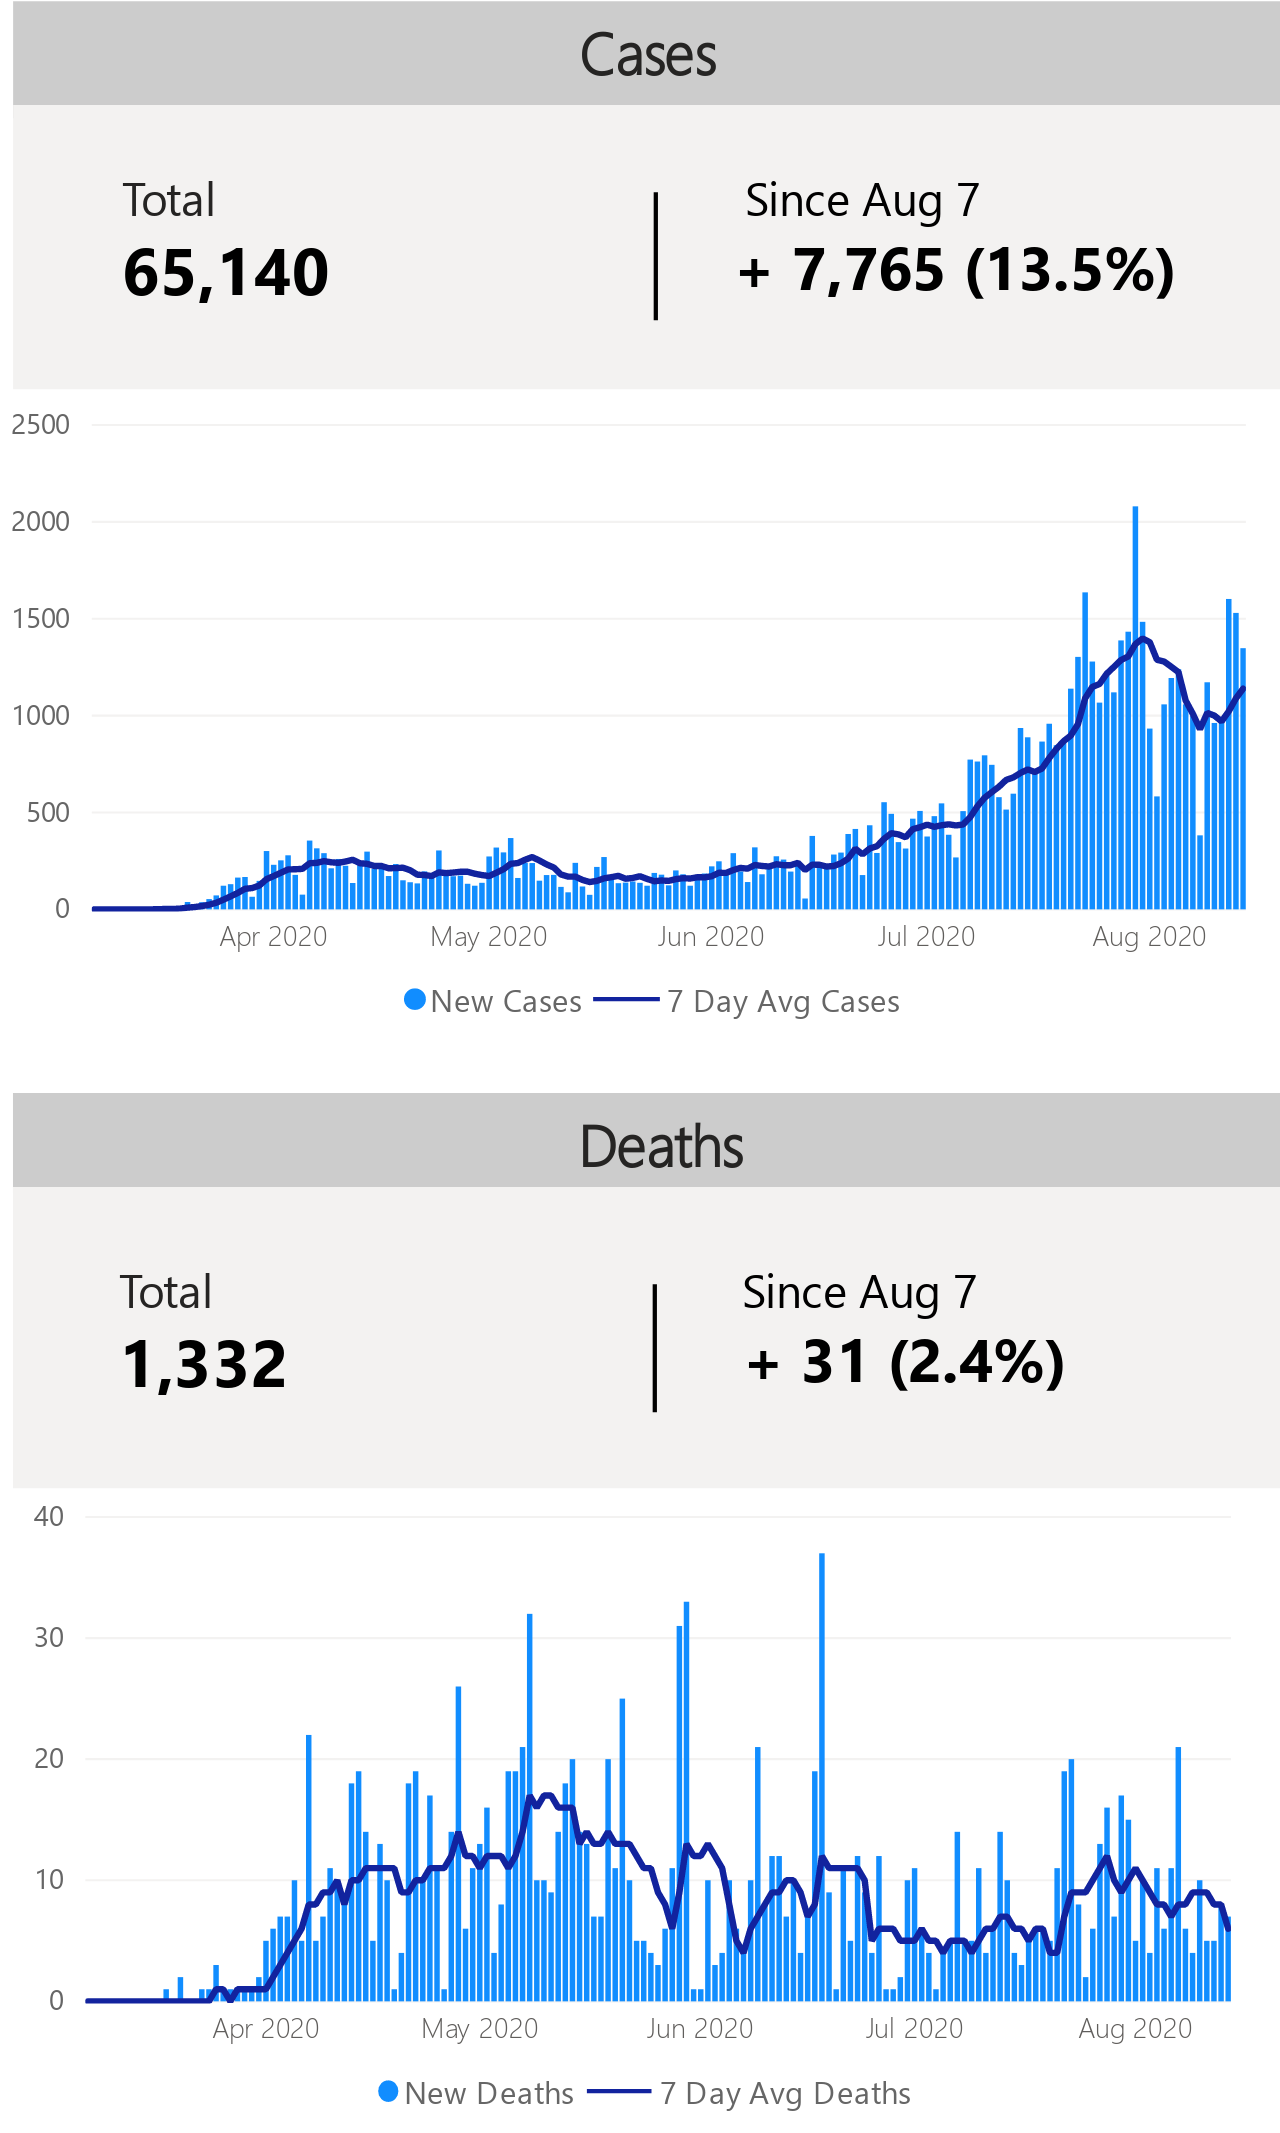 Cases
Total
Since Aug 7
65,140
+ 7,765 (13.5%)
2500
2000
1500
1000
500
0
Apr 2020
May 2020
Jun 2020
Jul 2020
Aug 2020
New Cases
7 Day Avg Cases
Deaths
Total
Since Aug 7
1,332
+ 31 (2.4%)
40
30
20
10
0
Apr 2020
May 2020
Jun 2020
Jul 2020
Aug 2020
New Deaths
7 Day Avg Deaths